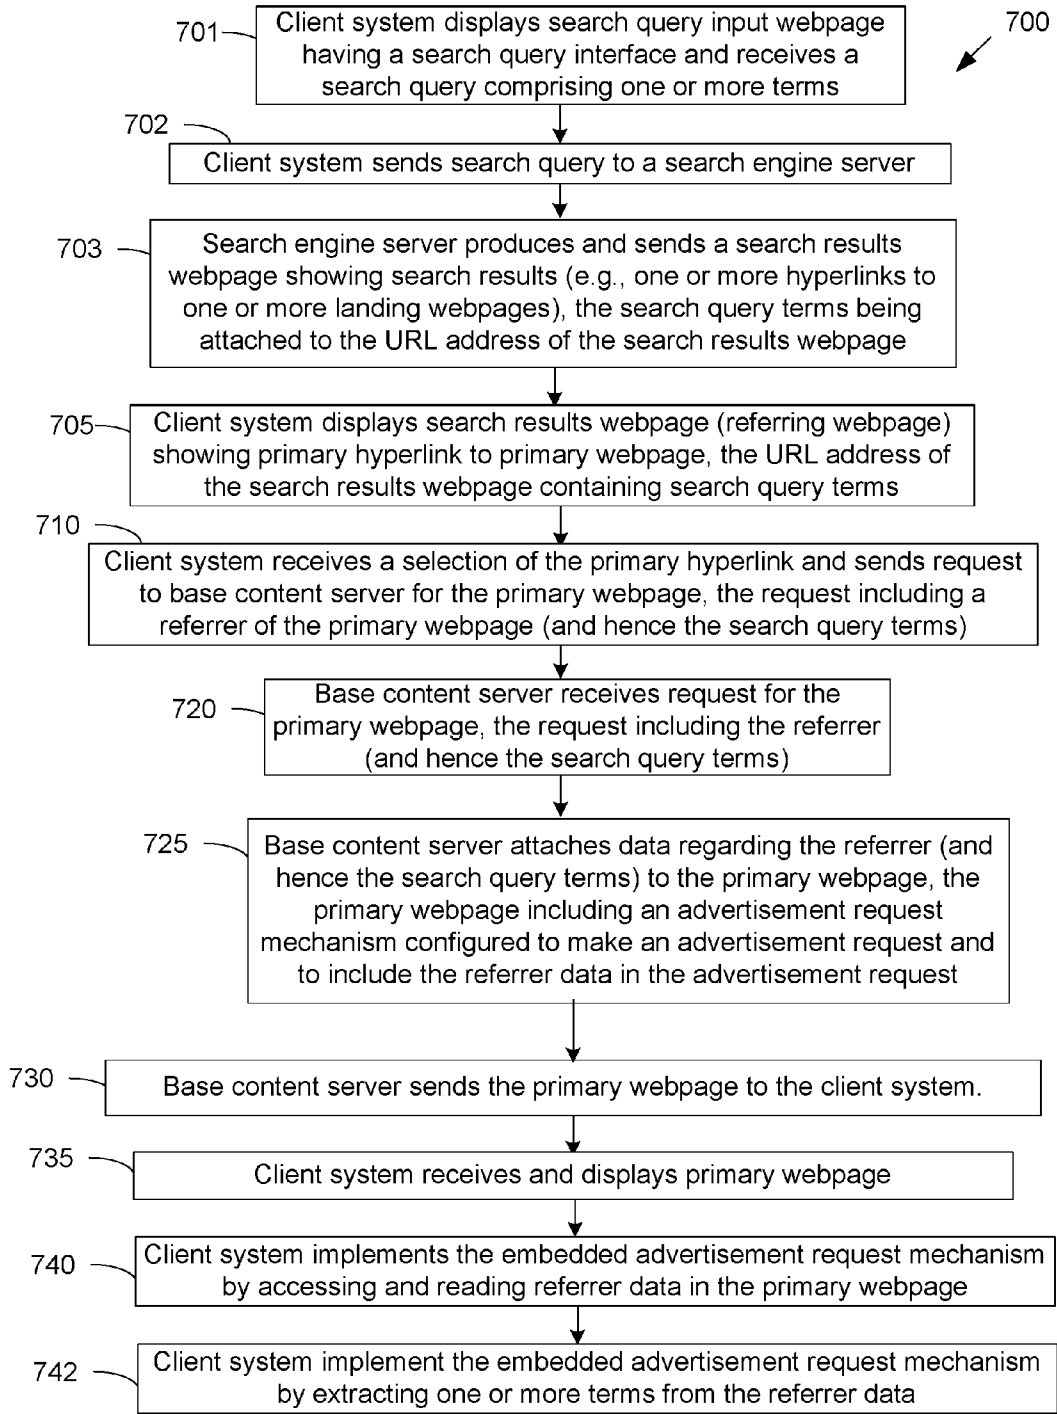 700
701
Client system displays search query input webpage
having a search query interface and receives a
search query comprising one or more terms
702
Client system sends search query to a search engine server
703
Search engine server produces and sends a search results
webpage showing search results (e.g., one or more hyperlinks to
one or more landing webpages), the search query terms being
attached to the URL address of the search results webpage
705
Client system displays search results webpage (referring webpage)
showing primary hyperlink to primary webpage, the URL address of
the search results webpage containing search query terms
710
Client system receives a selection of the primary hyperlink and sends request
to base content server for the primary webpage, the request including a
referrer of the primary webpage (and hence the search query terms)
720
Base content server receives request for the
primary webpage, the request including the referrer
(and hence the search query terms)
725
Base content server attaches data regarding the referrer (and
hence the search query terms) to the primary webpage, the
primary webpage including an advertisement request
mechanism configured to make an advertisement request and
to include the referrer data in the advertisement request
730
Base content server sends the primary webpage to the client system.
735
Client system receives and displays primary webpage
740
Client system implements the embedded advertisement request mechanism
by accessing and reading referrer data in the primary webpage
742
Client system implement the embedded advertisement request mechanism
by extracting one or more terms from the referrer data